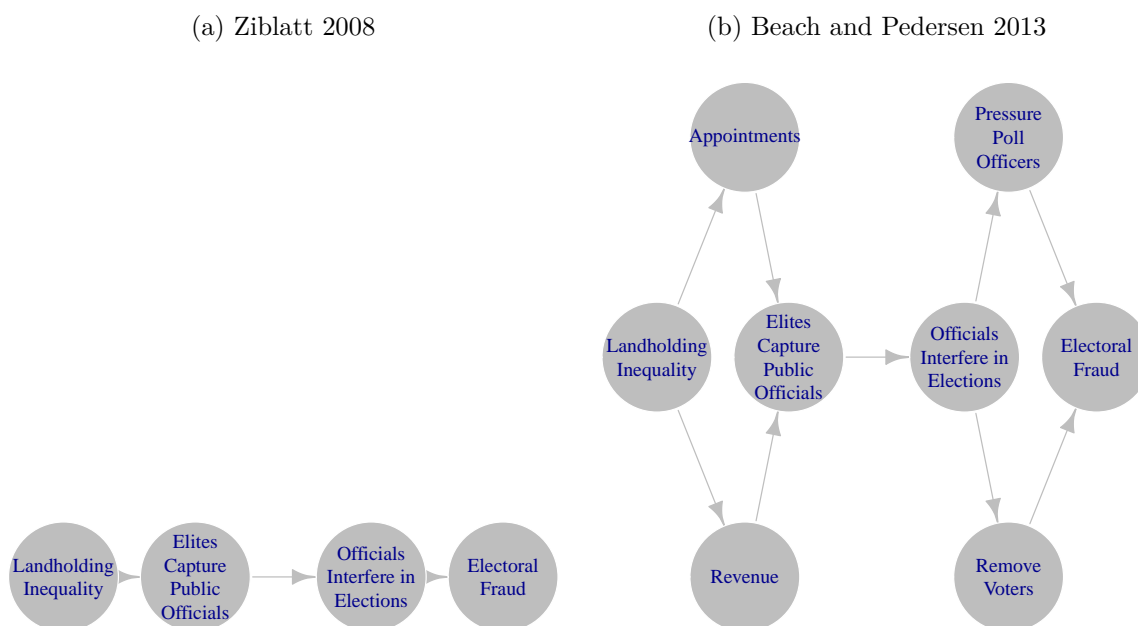 (a) Ziblatt 2008
Landholding
Inequality
Elites
Capture
Public
Officials
Officials
Interfere in
Elections
Electoral
Fraud
(b) Beach and Pedersen 2013
Appointments
Pressure
Poll
Officers
Landholding
Inequality
Elites
Capture
Public
Officials
Officials
Interfere in
Elections
Electoral
Fraud
Revenue
Remove
Voters